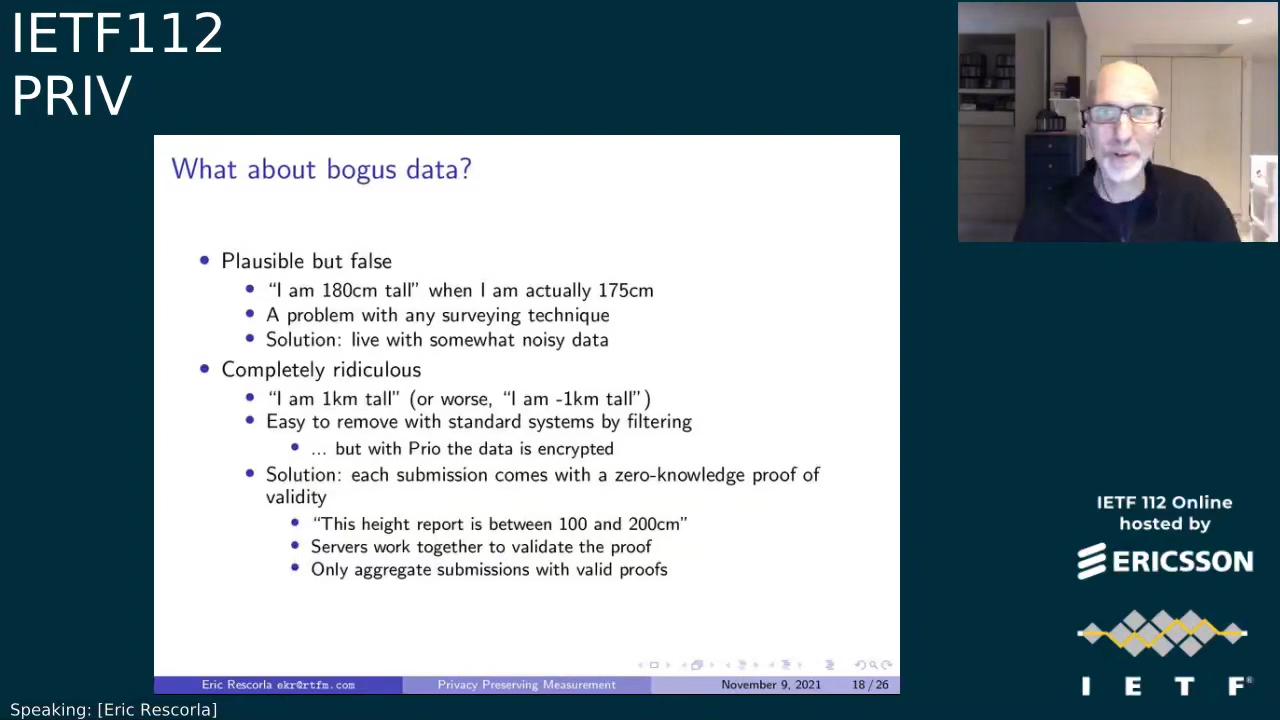 IETF112
PRIV
What about bogus data?
• Plausible but false
• “I am 180cm tall” when I am actually 175cm
• A problem with any surveying technique
• Solution: live with somewhat noisy data
• Completely ridiculous
• “I am 1km tall” (or worse, “I am -1km tall”)
• Easy to remove with standard systems by filtering
• ... but with Prio the data is encrypted
• Solution: each submission comes with a zero-knowledge proof of
validity
• “This height report is between 100 and 200cm”
• Servers work together to validate the proof
• Only aggregate submissions with valid proofs
Eric Rescorla ekr@rtfm.com Privacy Preserving Measurement November 9, 2021 18 / 26
IETF 112 Online
hosted by
ERICSSON
I E T F®
Speaking: [Eric Rescorla]